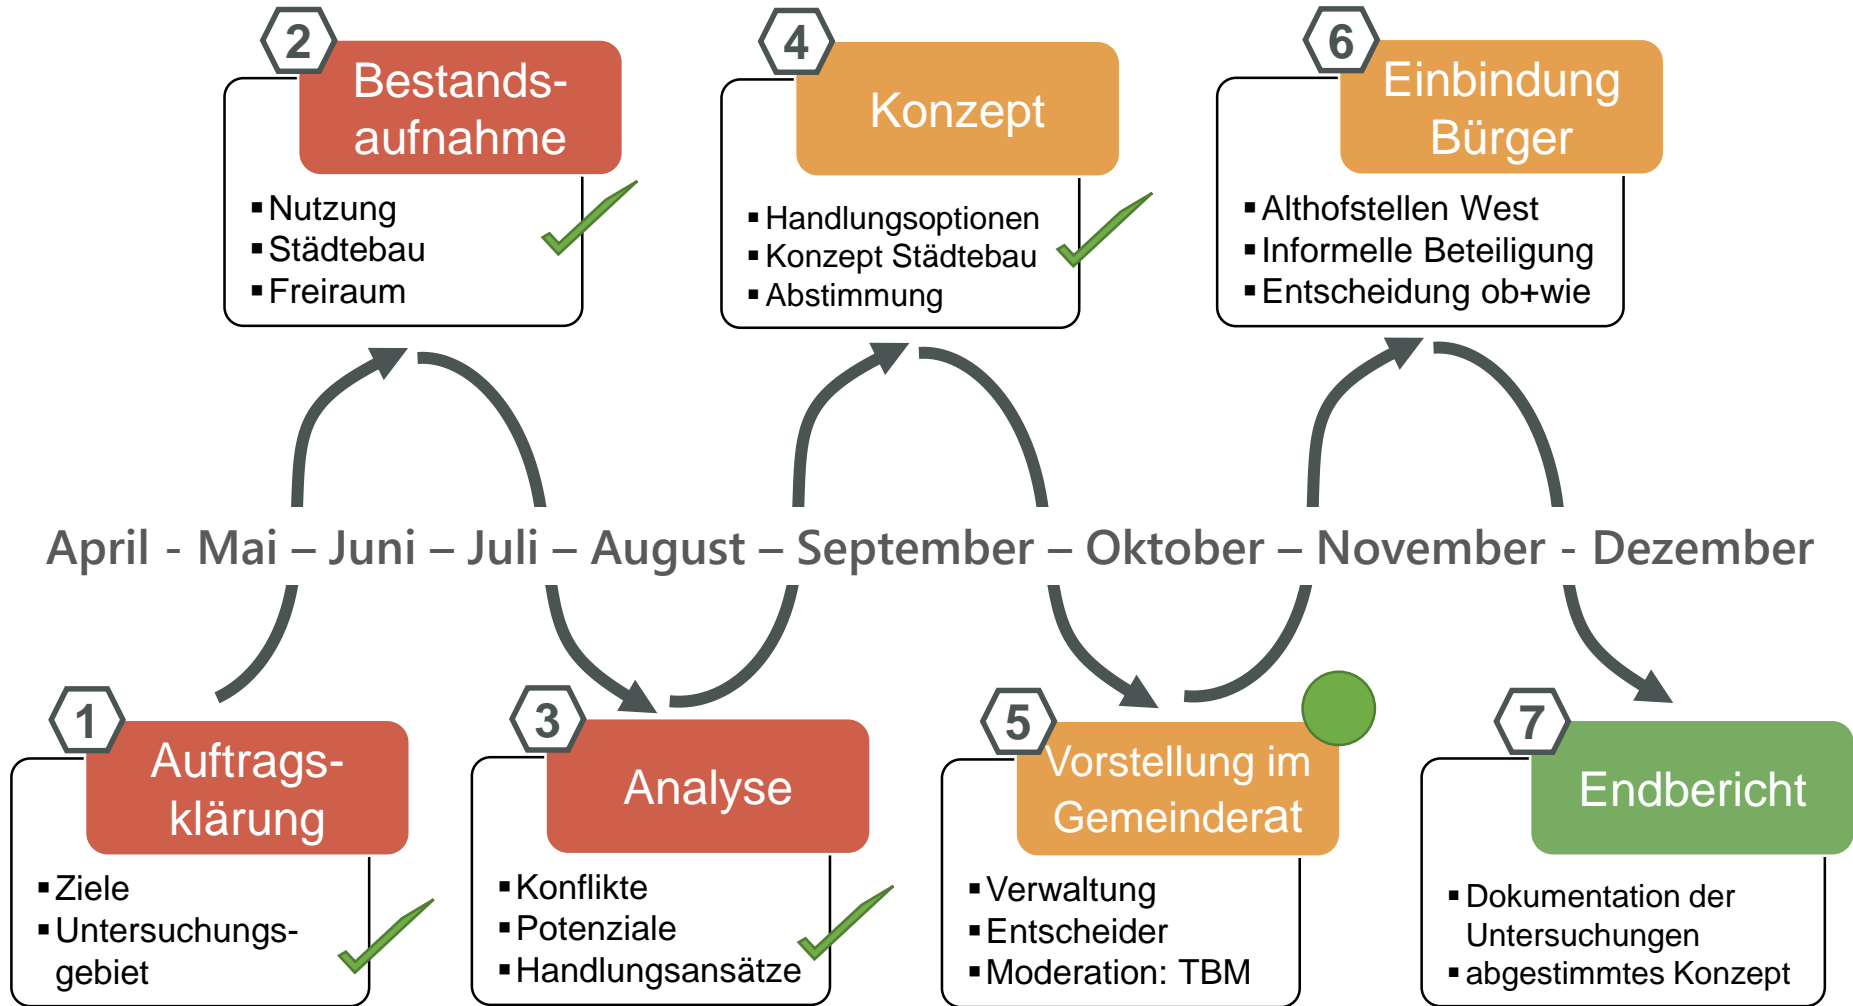 2
Bestands-
aufnahme
▪Nutzung
▪Städtebau
▪Freiraum
4
Konzept
▪Handlungsoptionen
▪Konzept Städtebau
▪Abstimmung
6
Einbindung
Bürger
▪Althofstellen West
▪Informelle Beteiligung
▪Entscheidung ob+wie
April - Mai – Juni – Juli – August – September – Oktober – November - Dezember
1
Auftrags-
klärung
▪Ziele
▪Untersuchungs-
gebiet
3
Analyse
▪Konflikte
▪Potenziale
▪Handlungsansätze
5
Vorstellung im
Gemeinderat
▪Verwaltung
▪Entscheider
▪Moderation: TBM
7
Endbericht
▪Dokumentation der
Untersuchungen
▪abgestimmtes Konzept